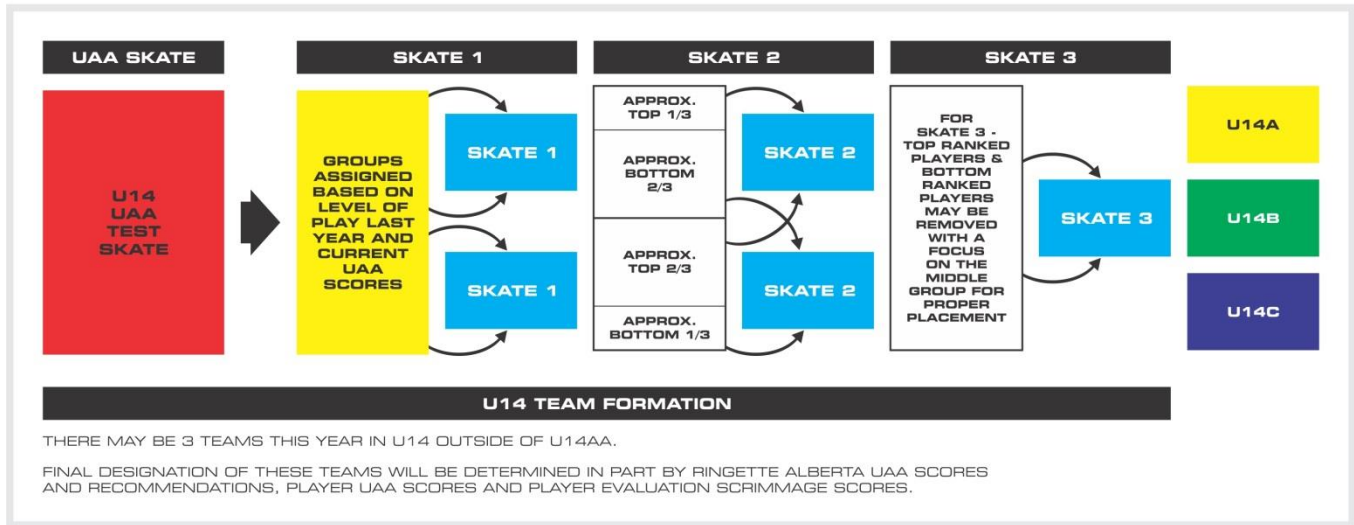 UAA SKATE
SKATE 1
SKATE 2
SKATE 3
U14
UAA
TEST
SKATE
GROUPS
ASSIGNED
BASED ON
LEVEL OF
PLAY LAST
YEAR AND
CURRENT
UAA
SCORES
SKATE 1
SKATE 1
APPROX.
TOP 1/3
APPROX.
BOTTOM
2/3
APPROX.
TOP 2/3
APPROX.
BOTTOM 1/3
SKATE 2
SKATE 2
FOR
SKATE 3 -
TOP RANKED
PLAYERS &
BOTTOM
RANKED
PLAYERS
MAY BE
REMOVED
WITH A
FOCUS
ON THE
MIDDLE
GROUP FOR
PROPER
PLACEMENT
SKATE 3
U14A
U14B
U14C
U14 TEAM FORMATION
THERE MAY BE 3 TEAMS THIS YEAR IN U14 OUTSIDE OF U14AA.
FINAL DESIGNATION OF THESE TEAMS WILL BE DETERMINED IN PART BY RINGETTE ALBERTA UAA SCORES
AND RECOMMENDATIONS, PLAYER UAA SCORES AND PLAYER EVALUATION SCRIMMAGE SCORES.